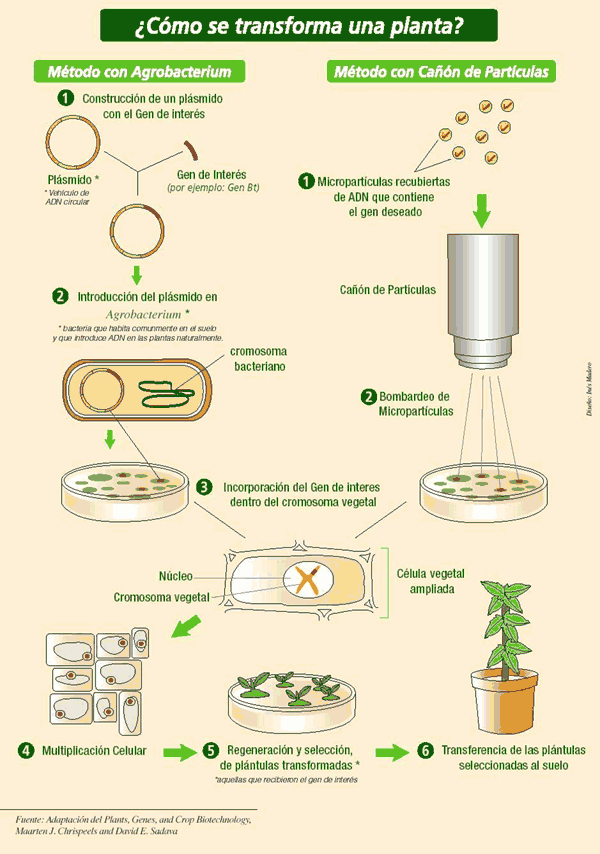 ¿Cómo se transforma una planta?
Método con Agrobacterium
1 Construcción de un plásmido
con el Gen de interés
Plásmido *
* Vehículo de
ADN circular
Gen de Interés
(por ejemplo: Gen Bt)
2 Introducción del plásmido en
Agrobacterium *
* bacteria que habita comunmente en el suelo
y que introduce ADN en las plantas naturalmente.
cromosoma
bacteriano
Método con Cañón de Partículas
1 Micropartículas recubiertas
de ADN que contiene
el gen deseado
Cañón de Particulas
2 Bombardeo de
Micropartículas
Diseño: Inés Madero
3 Incorporación del Gen de interes
dentro del cromosoma vegetal
Núcleo
Cromosoma vegetal
Célula vegetal
ampliada
4 Multiplicación Celular
5 Regeneración y selección,
de plántulas transformadas *
*aquellas que recibieron el gen de interés
6 Transferencia de las plántulas
seleccionadas al suelo
Fuente: Adaptación del Plants, Genes, and Crop Biotechnology,
Maarten J. Chrispeels and David E. Sadava